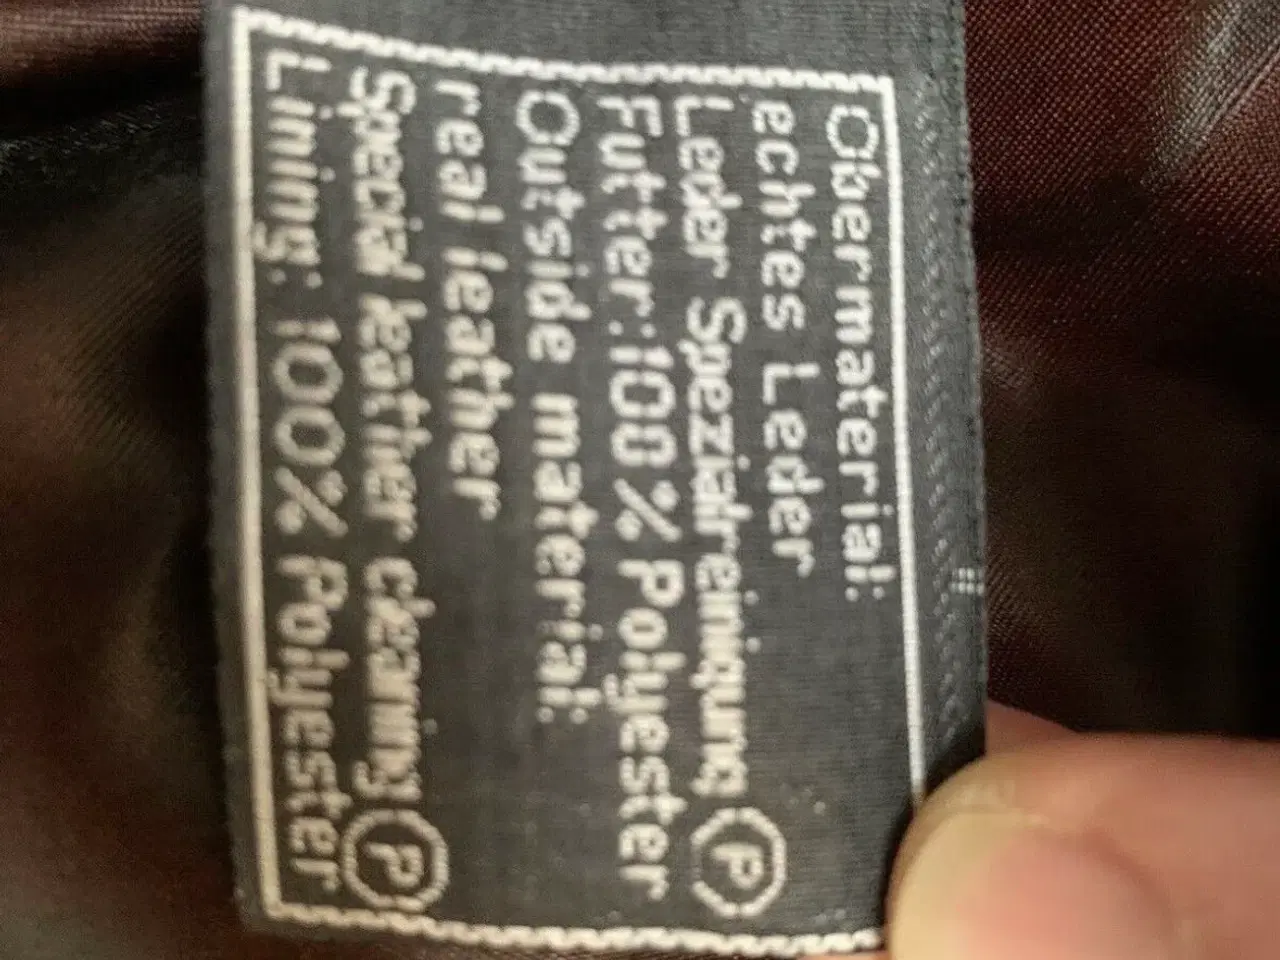 Obermaterial:
echtes Leder
Leder Spezialreinigung P
Futter:100% Polyester
Outside material:
real leather
Special leather cleaning P
Lining: 100% Polyester